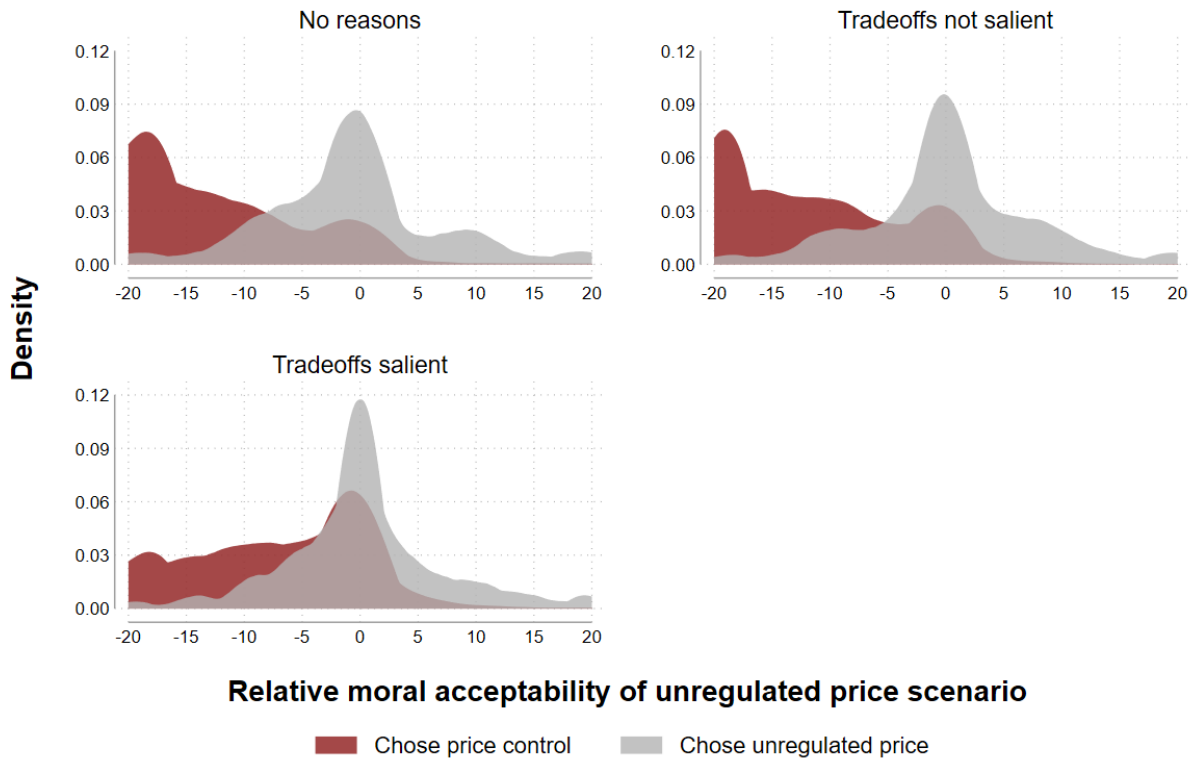 No reasons
0.12
0.09
0.06
0.03
0.00
-20 -15 -10 -5 0 5 10 15 20
Tradeoffs not salient
0.12
0.09
0.06
0.03
0.00
-20 -15 -10 -5 0 5 10 15 20
Density
Tradeoffs salient
0.12
0.09
0.06
0.03
0.00
-20 -15 -10 -5 0 5 10 15 20
Relative moral acceptability of unregulated price scenario
Chose price control
Chose unregulated price